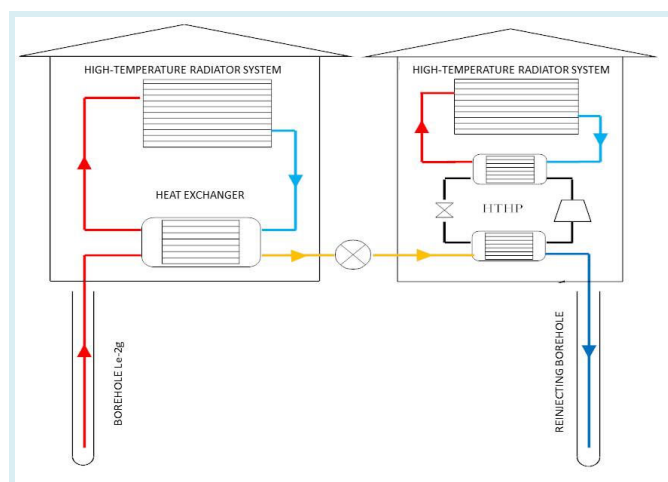 HIGH-TEMPERATURE RADIATOR SYSTEM
HIGH-TEMPERATURE RADIATOR SYSTEM
HEAT EXCHANGER
HTHP
BOREHOLE Le-2g
REINJECTING BOREHOLE